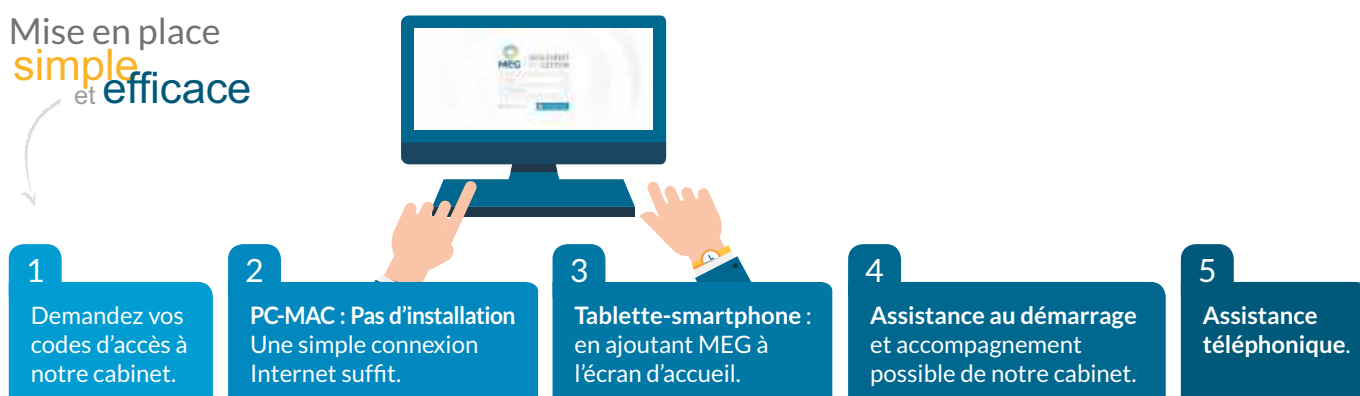 Mise en place
simple
et efficace
MEG
1
Demandez vos
codes d'accès à
notre cabinet.
2
PC-MAC : Pas d'installation
Une simple connexion
Internet suffit.
3
Tablette-smartphone :
en ajoutant MEG à
l'écran d'accueil.
4
Assistance au démarrage
et accompagnement
possible de notre cabinet.
5
Assistance
téléphonique.